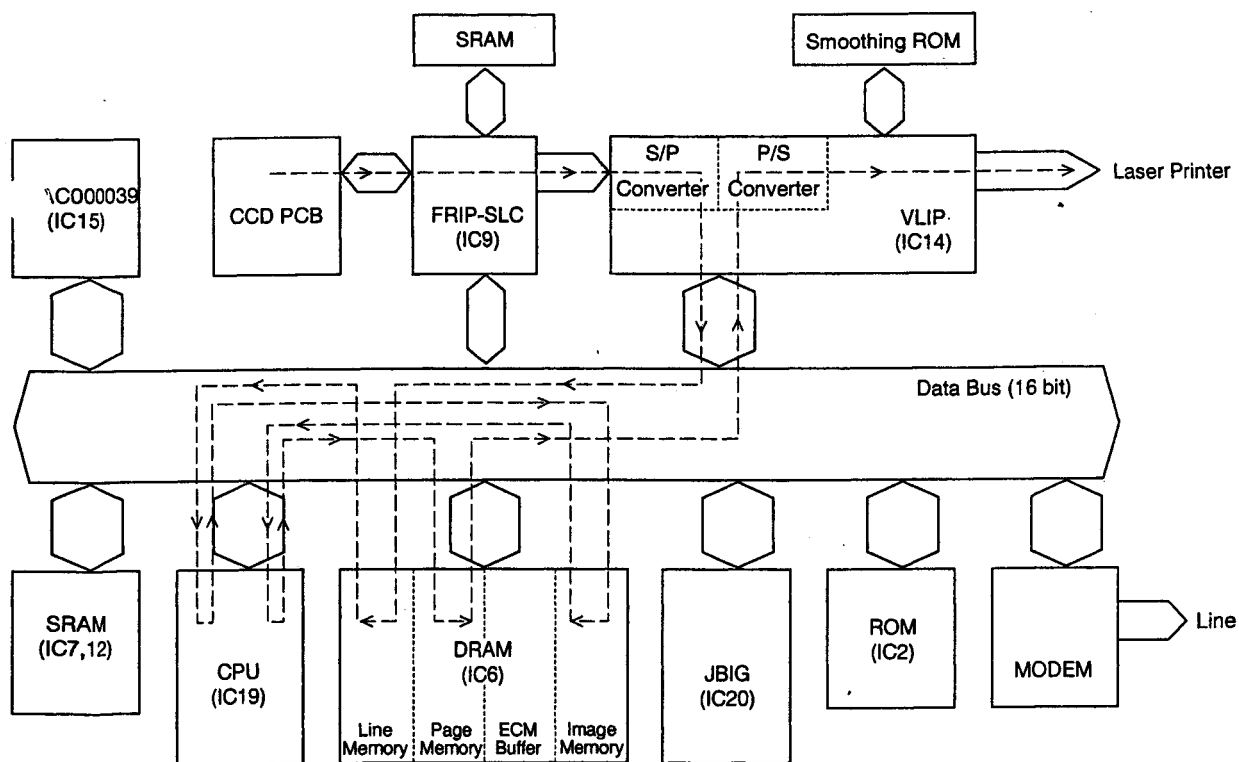 SRAM
Smoothing ROM
S/P
Converter
P/S
Converter
Laser Printer
\C000039
(IC15)
CCD PCB
FRIP-SLC
(IC9)
VLIP
(IC14)
Data Bus (16 bit)
SRAM
(IC7,12)
CPU
(IC19)
DRAM
(IC6)
Line
Memory
Page
Memory
ECM
Buffer
Image
Memory
JBIG
(IC20)
ROM
(IC2)
MODEM
Line